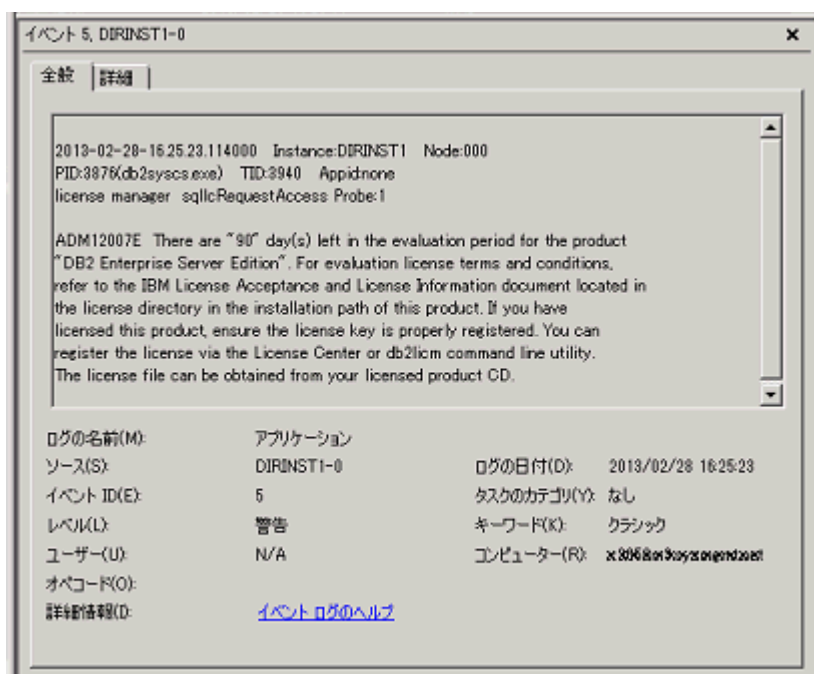 イベント 5, DIRINST1-0
全般 詳細
2013-02-28-16.25.23.114000 Instance:DIRINST1 Node:000
PID:3876(db2syscs.exe) TID:3940 Appid:none
license manager sqllcRequestAccess Probe:1
ADM12007E There are "90" day(s) left in the evaluation period for the product
"DB2 Enterprise Server Edition". For evaluation license terms and conditions,
refer to the IBM License Acceptance and License Information document located in
the license directory in the installation path of this product. If you have
licensed this product, ensure the license key is properly registered. You can
register the license via the License Center or db2licm command line utility.
The license file can be obtained from your licensed product CD.
ログの名前(M): アプリケーション
ソース(S): DIRINST1-0 ログの日付(D): 2013/02/28 16:25:23
イベント ID(E): 5 タスクのカテゴリ(Y): なし
レベル(L): 警告 キーワード(K): クラシック
ユーザー(U): N/A コンピューター(R):
オペコード(O):
詳細情報(I): イベント ログのヘルプ